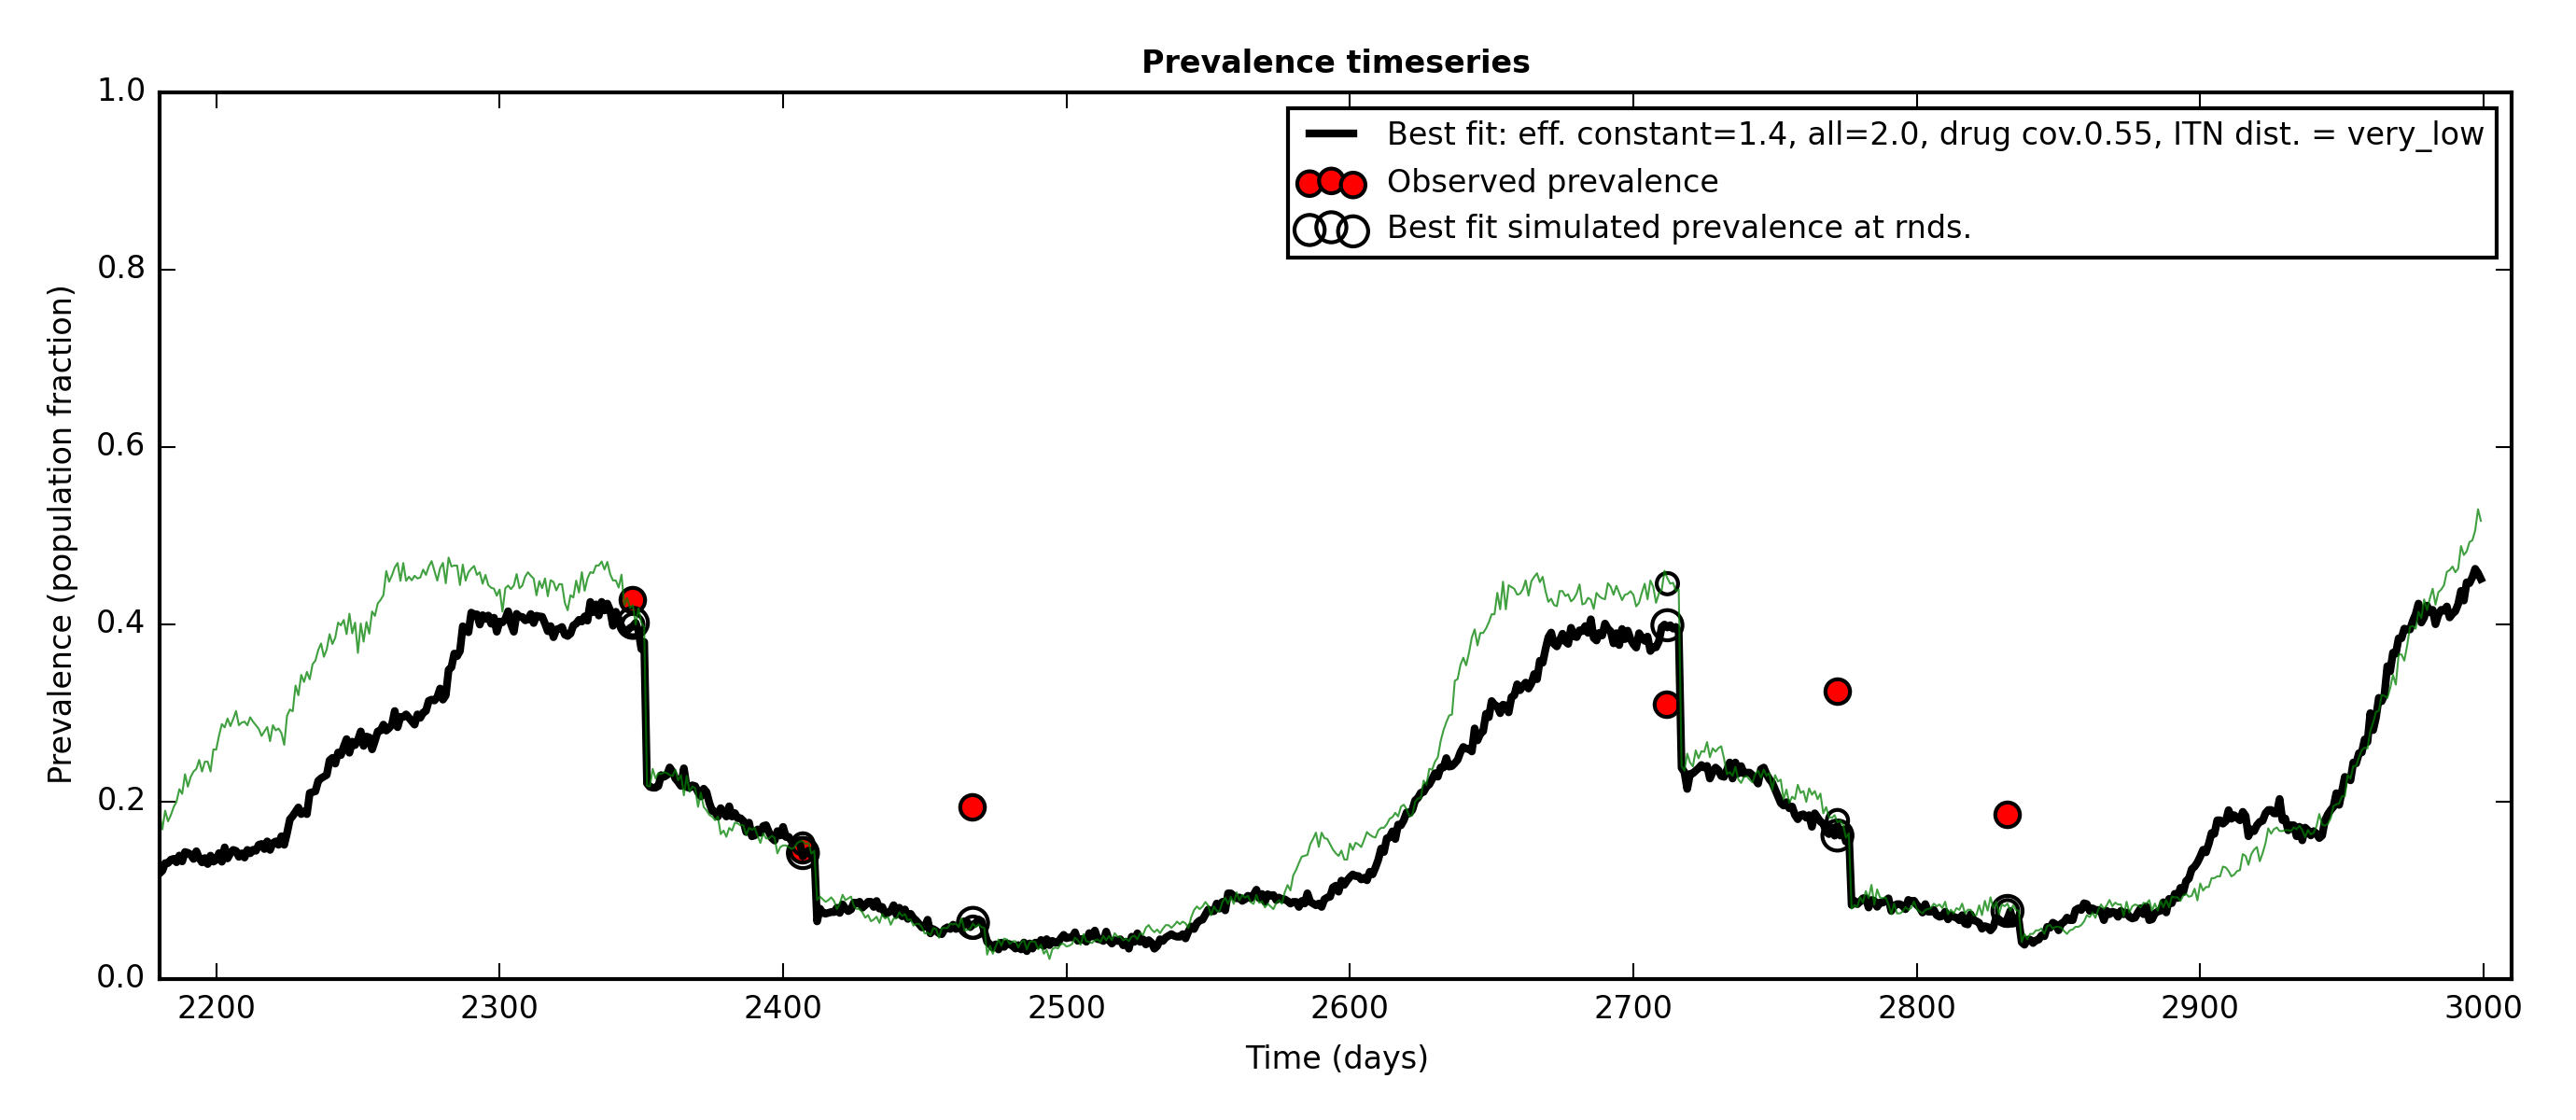 Prevalence timeseries
1.0
0.8
0.6
0.4
0.2
0.0
Prevalence (population fraction)
Best fit: eff. constant=1.4, all=2.0, drug cov.0.55, ITN dist. = very_low
Observed prevalence
Best fit simulated prevalence at rnds.
2200 2300 2400 2500 2600 2700 2800 2900 3000
Time (days)